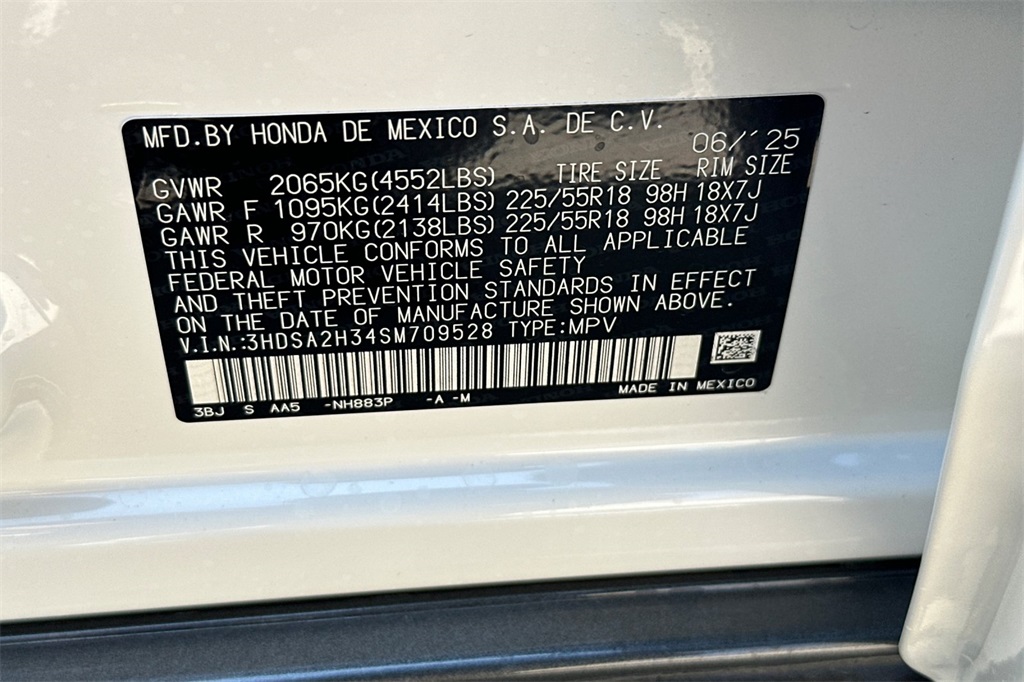 MFD.BY HONDA DE MEXICO S.A. DE C.V.
06/´25
GVWR 2065KG(4552LBS) TIRE SIZE RIM SIZE
GAWR F 1095KG(2414LBS) 225/55R18 98H 18X7J
GAWR R 970KG(2138LBS) 225/55R18 98H 18X7J
THIS VEHICLE CONFORMS TO ALL APPLICABLE
FEDERAL MOTOR VEHICLE SAFETY
AND THEFT PREVENTION STANDARDS IN EFFECT
ON THE DATE OF MANUFACTURE SHOWN ABOVE.
V.I.N.:3HDSA2H34SM709528 TYPE:MPV
MADE IN MEXICO
3BJ S AA5 -NH883P -A -M